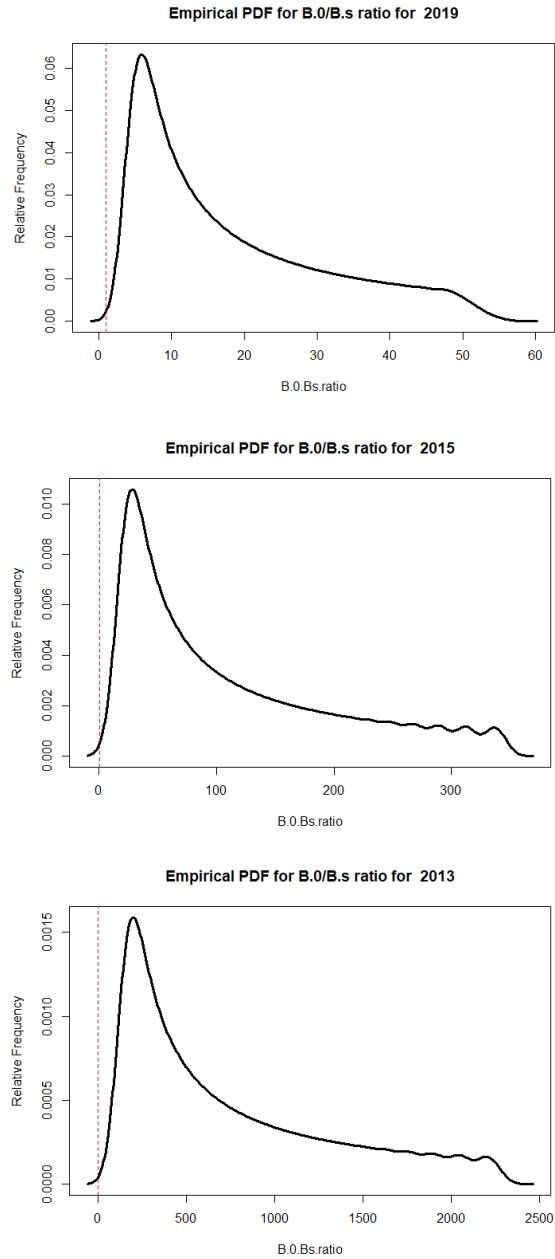 Empirical PDF for B.0/B.s ratio for 2019
Relative Frequency
0.06
0.05
0.04
0.03
0.02
0.01
0.00
0 10 20 30 40 50 60
B.0.Bs.ratio
Empirical PDF for B.0/B.s ratio for 2015
Relative Frequency
0.010
0.008
0.006
0.004
0.002
0.000
0 100 200 300
B.0.Bs.ratio
Empirical PDF for B.0/B.s ratio for 2013
Relative Frequency
0.0015
0.0010
0.0005
0.0000
0 500 1000 1500 2000 2500
B.0.Bs.ratio